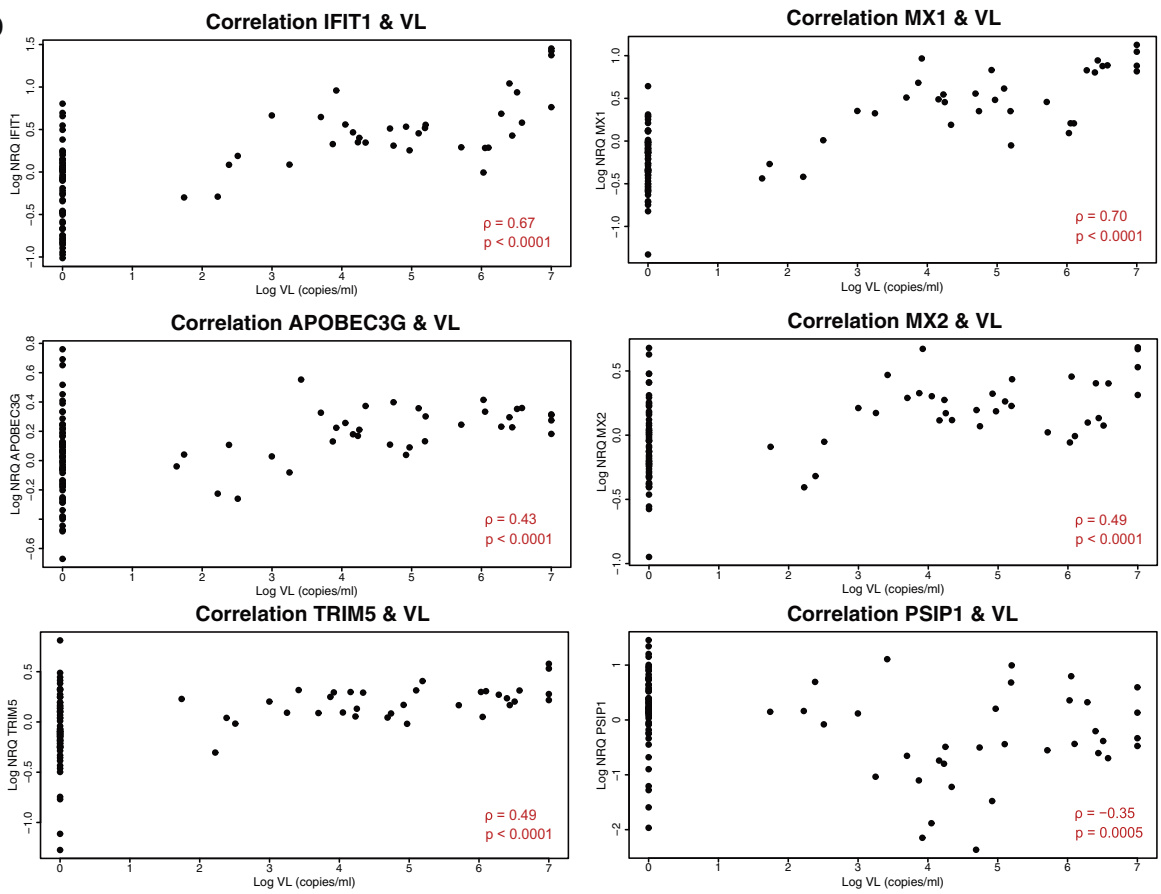 Correlation IFIT1 & VL
Log NRQ IFIT1
1.5
1.0
0.5
0.0
−0.5
−1.0
ρ = 0.67
p < 0.0001
0 1 2 3 4 5 6 7
Log VL (copies/ml)
Correlation MX1 & VL
Log NRQ MX1
1.0
0.5
0.0
−0.5
−1.0
ρ = 0.70
p < 0.0001
0 1 2 3 4 5 6 7
Log VL (copies/ml)
Correlation APOBEC3G & VL
Log NRQ APOBEC3G
0.8
0.6
0.4
0.2
0.0
−0.2
−0.6
ρ = 0.43
p < 0.0001
0 1 2 3 4 5 6 7
Log VL (copies/ml)
Correlation MX2 & VL
Log NRQ MX2
0.5
0.0
−0.5
−1.0
ρ = 0.49
p < 0.0001
0 1 2 3 4 5 6 7
Log VL (copies/ml)
Correlation TRIM5 & VL
Log NRQ TRIM5
0.5
0.0
−1.0
ρ = 0.49
p < 0.0001
0 1 2 3 4 5 6 7
Log VL (copies/ml)
Correlation PSIP1 & VL
Log NRQ PSIP1
1
0
−1
−2
ρ = −0.35
p = 0.0005
0 1 2 3 4 5 6 7
Log VL (copies/ml)